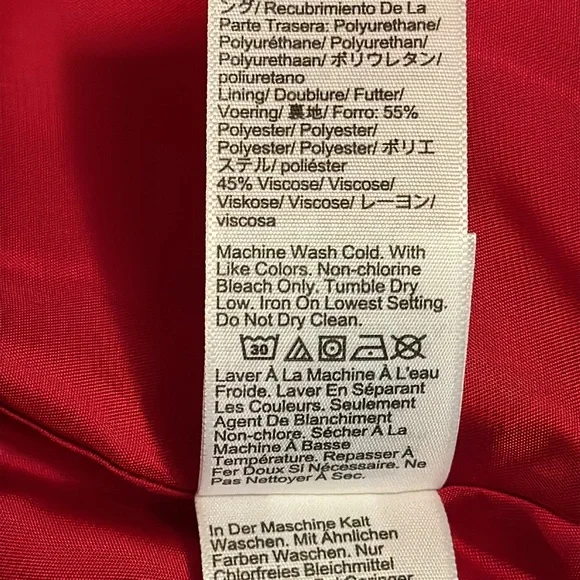 ング/ Recubrimiento De La
Parte Trasera: Polyurethane/
Polyuréthane/ Polyurethan/
Polyurethaan/ ポリウレタン/
poliuretano
Lining/ Doublure/ Futter/
Voering/ 裏地/ Forro: 55%
Polyester/ Polyester/
Polyester/ Polyester/ ポリエ
ステル/ poliéster
45% Viscose/ Viscose/
Viskose/ Viscose/ レーヨン/
viscosa
Machine Wash Cold. With
Like Colors. Non-chlorine
Bleach Only. Tumble Dry
Low. Iron On Lowest Setting.
Do Not Dry Clean.
30
Laver À La Machine À L'eau
Froide. Laver En Séparant
Les Couleurs. Seulement
Agent De Blanchiment
Non-chlore. Sécher À La
Machine À Basse
Température. Repasser À
Fer Doux Si Nécessaire. Ne
Pas Nettoyer À Sec.
In Der Maschine Kalt
Waschen. Mit Ähnlichen
Farben Waschen. Nur
Chlorfreies Bleichmittel